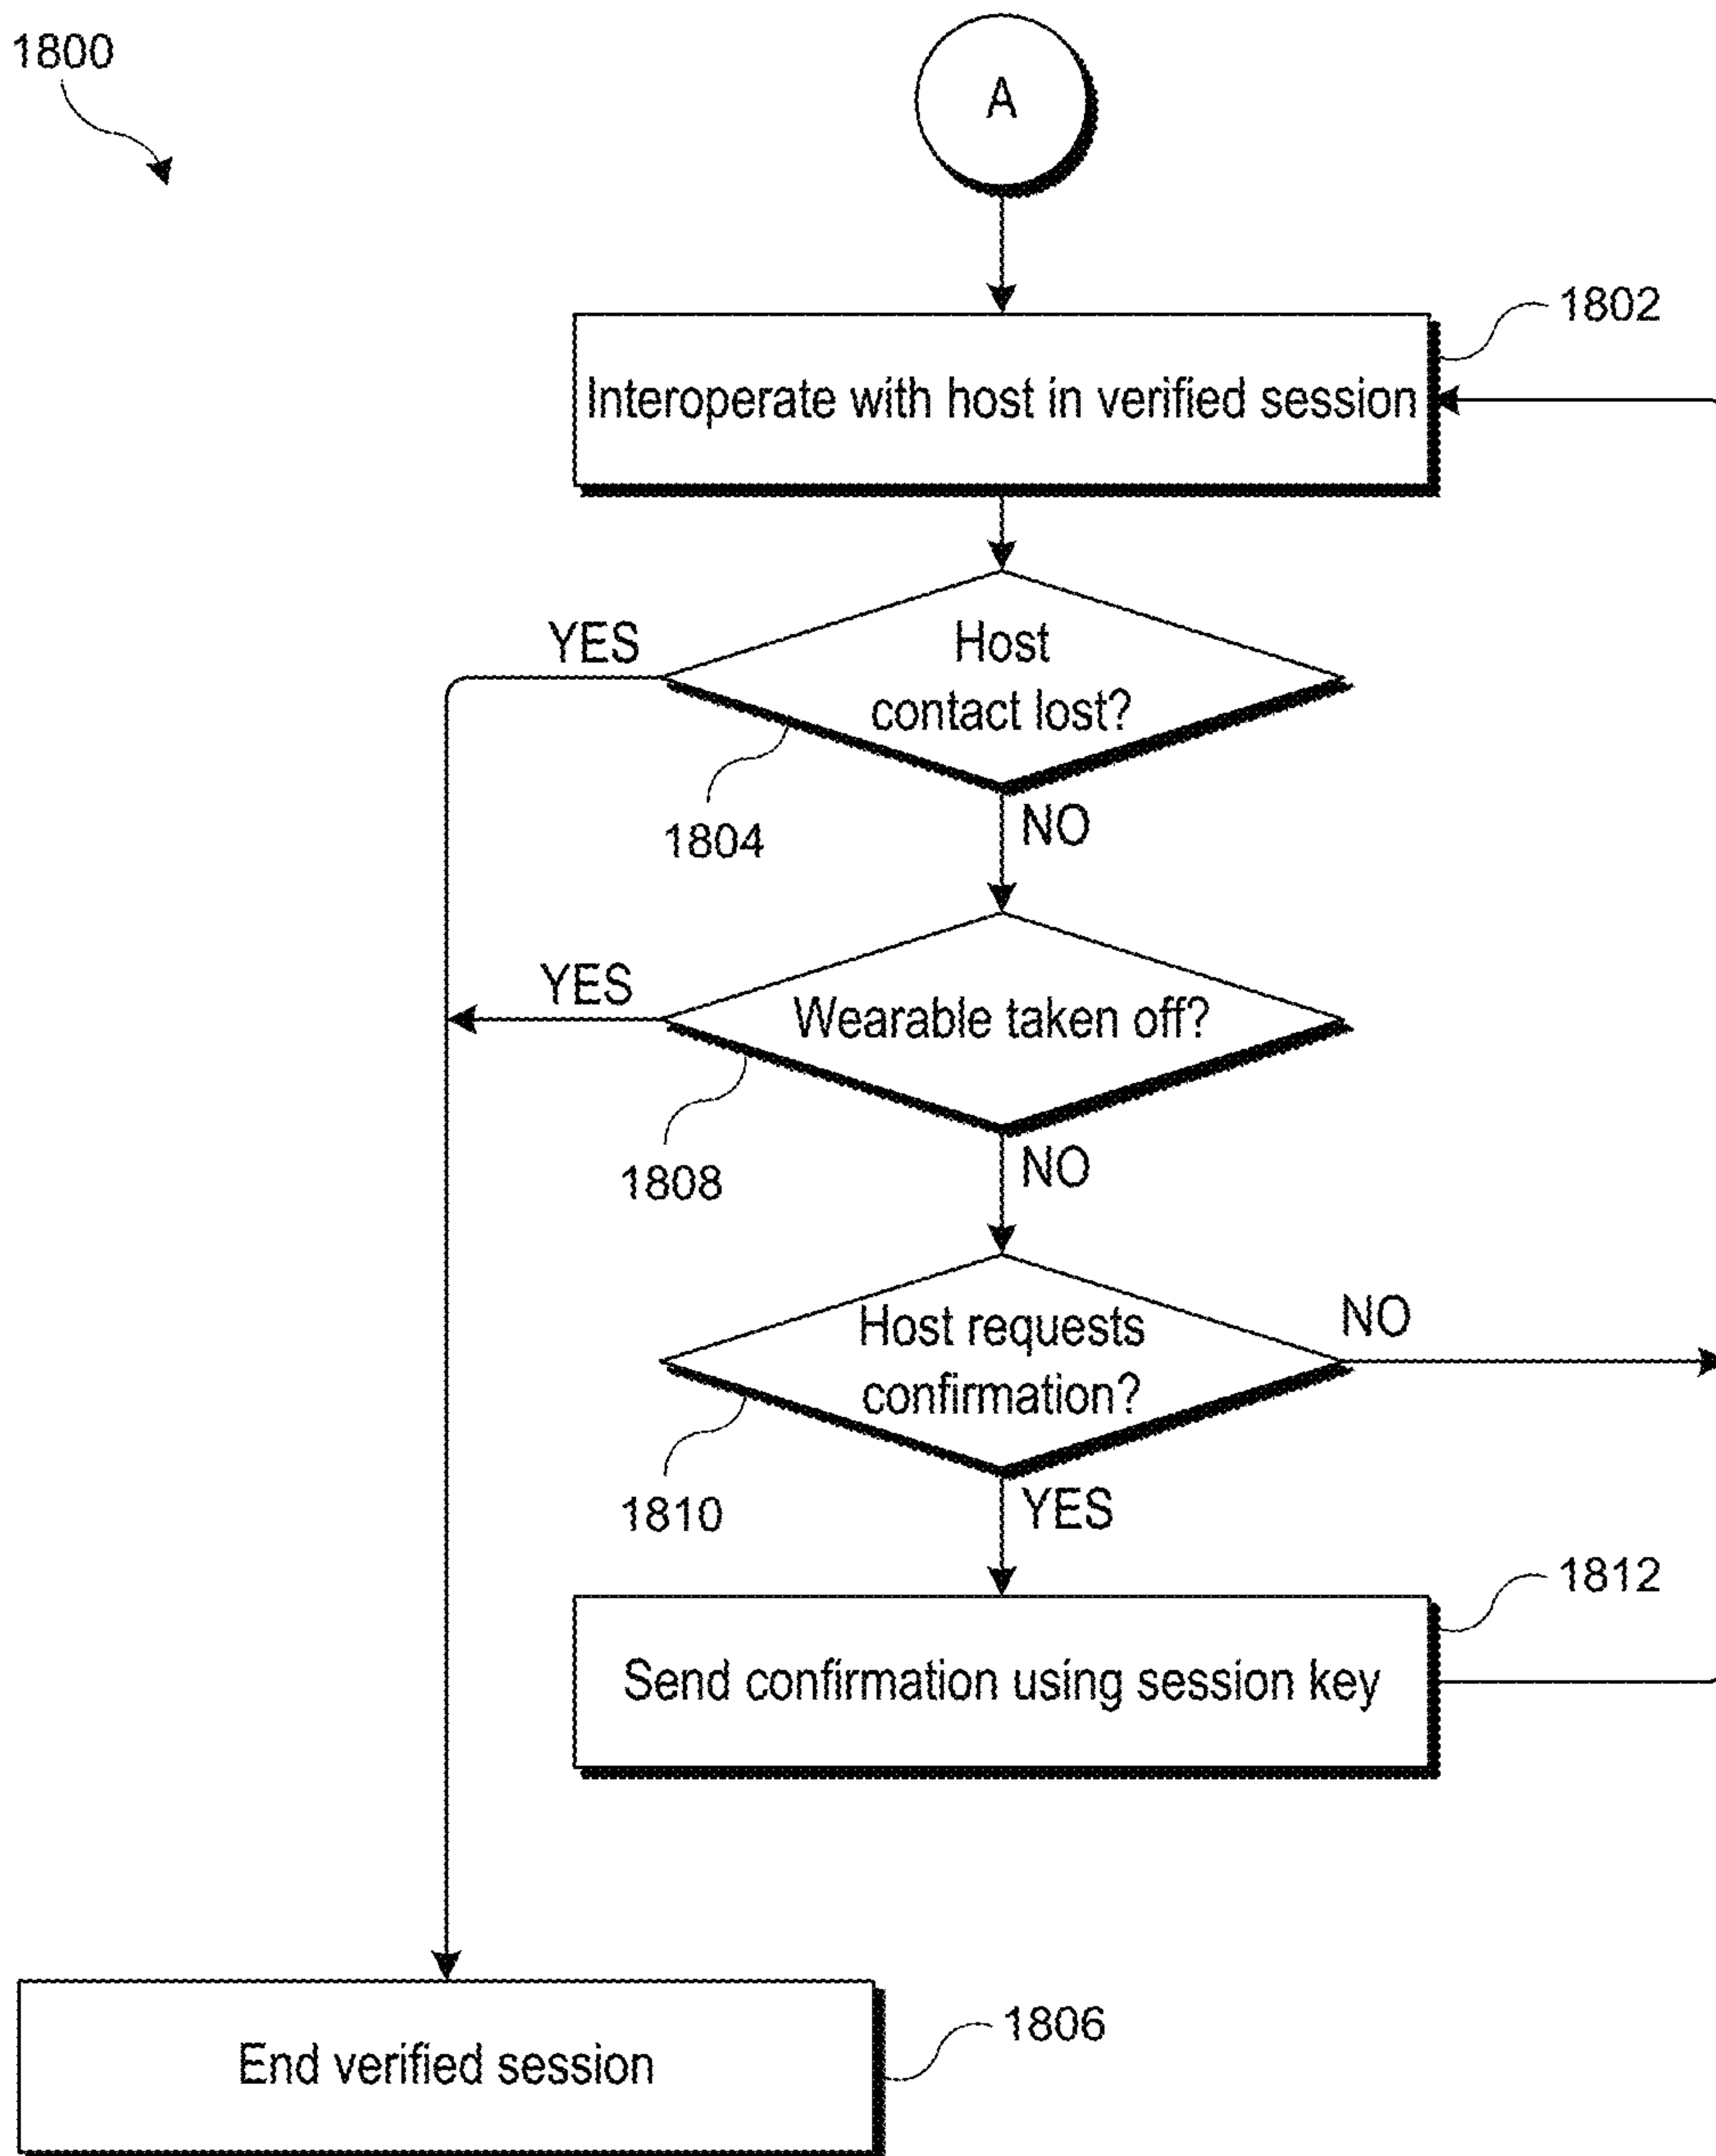 1800
A
1802
Interoperate with host in verified session
YES
Host
contact lost?
1804
NO
YES
Wearable taken off?
1808
NO
Host requests
confirmation?
NO
1810
YES
1812
Send confirmation using session key
End verified session
1806